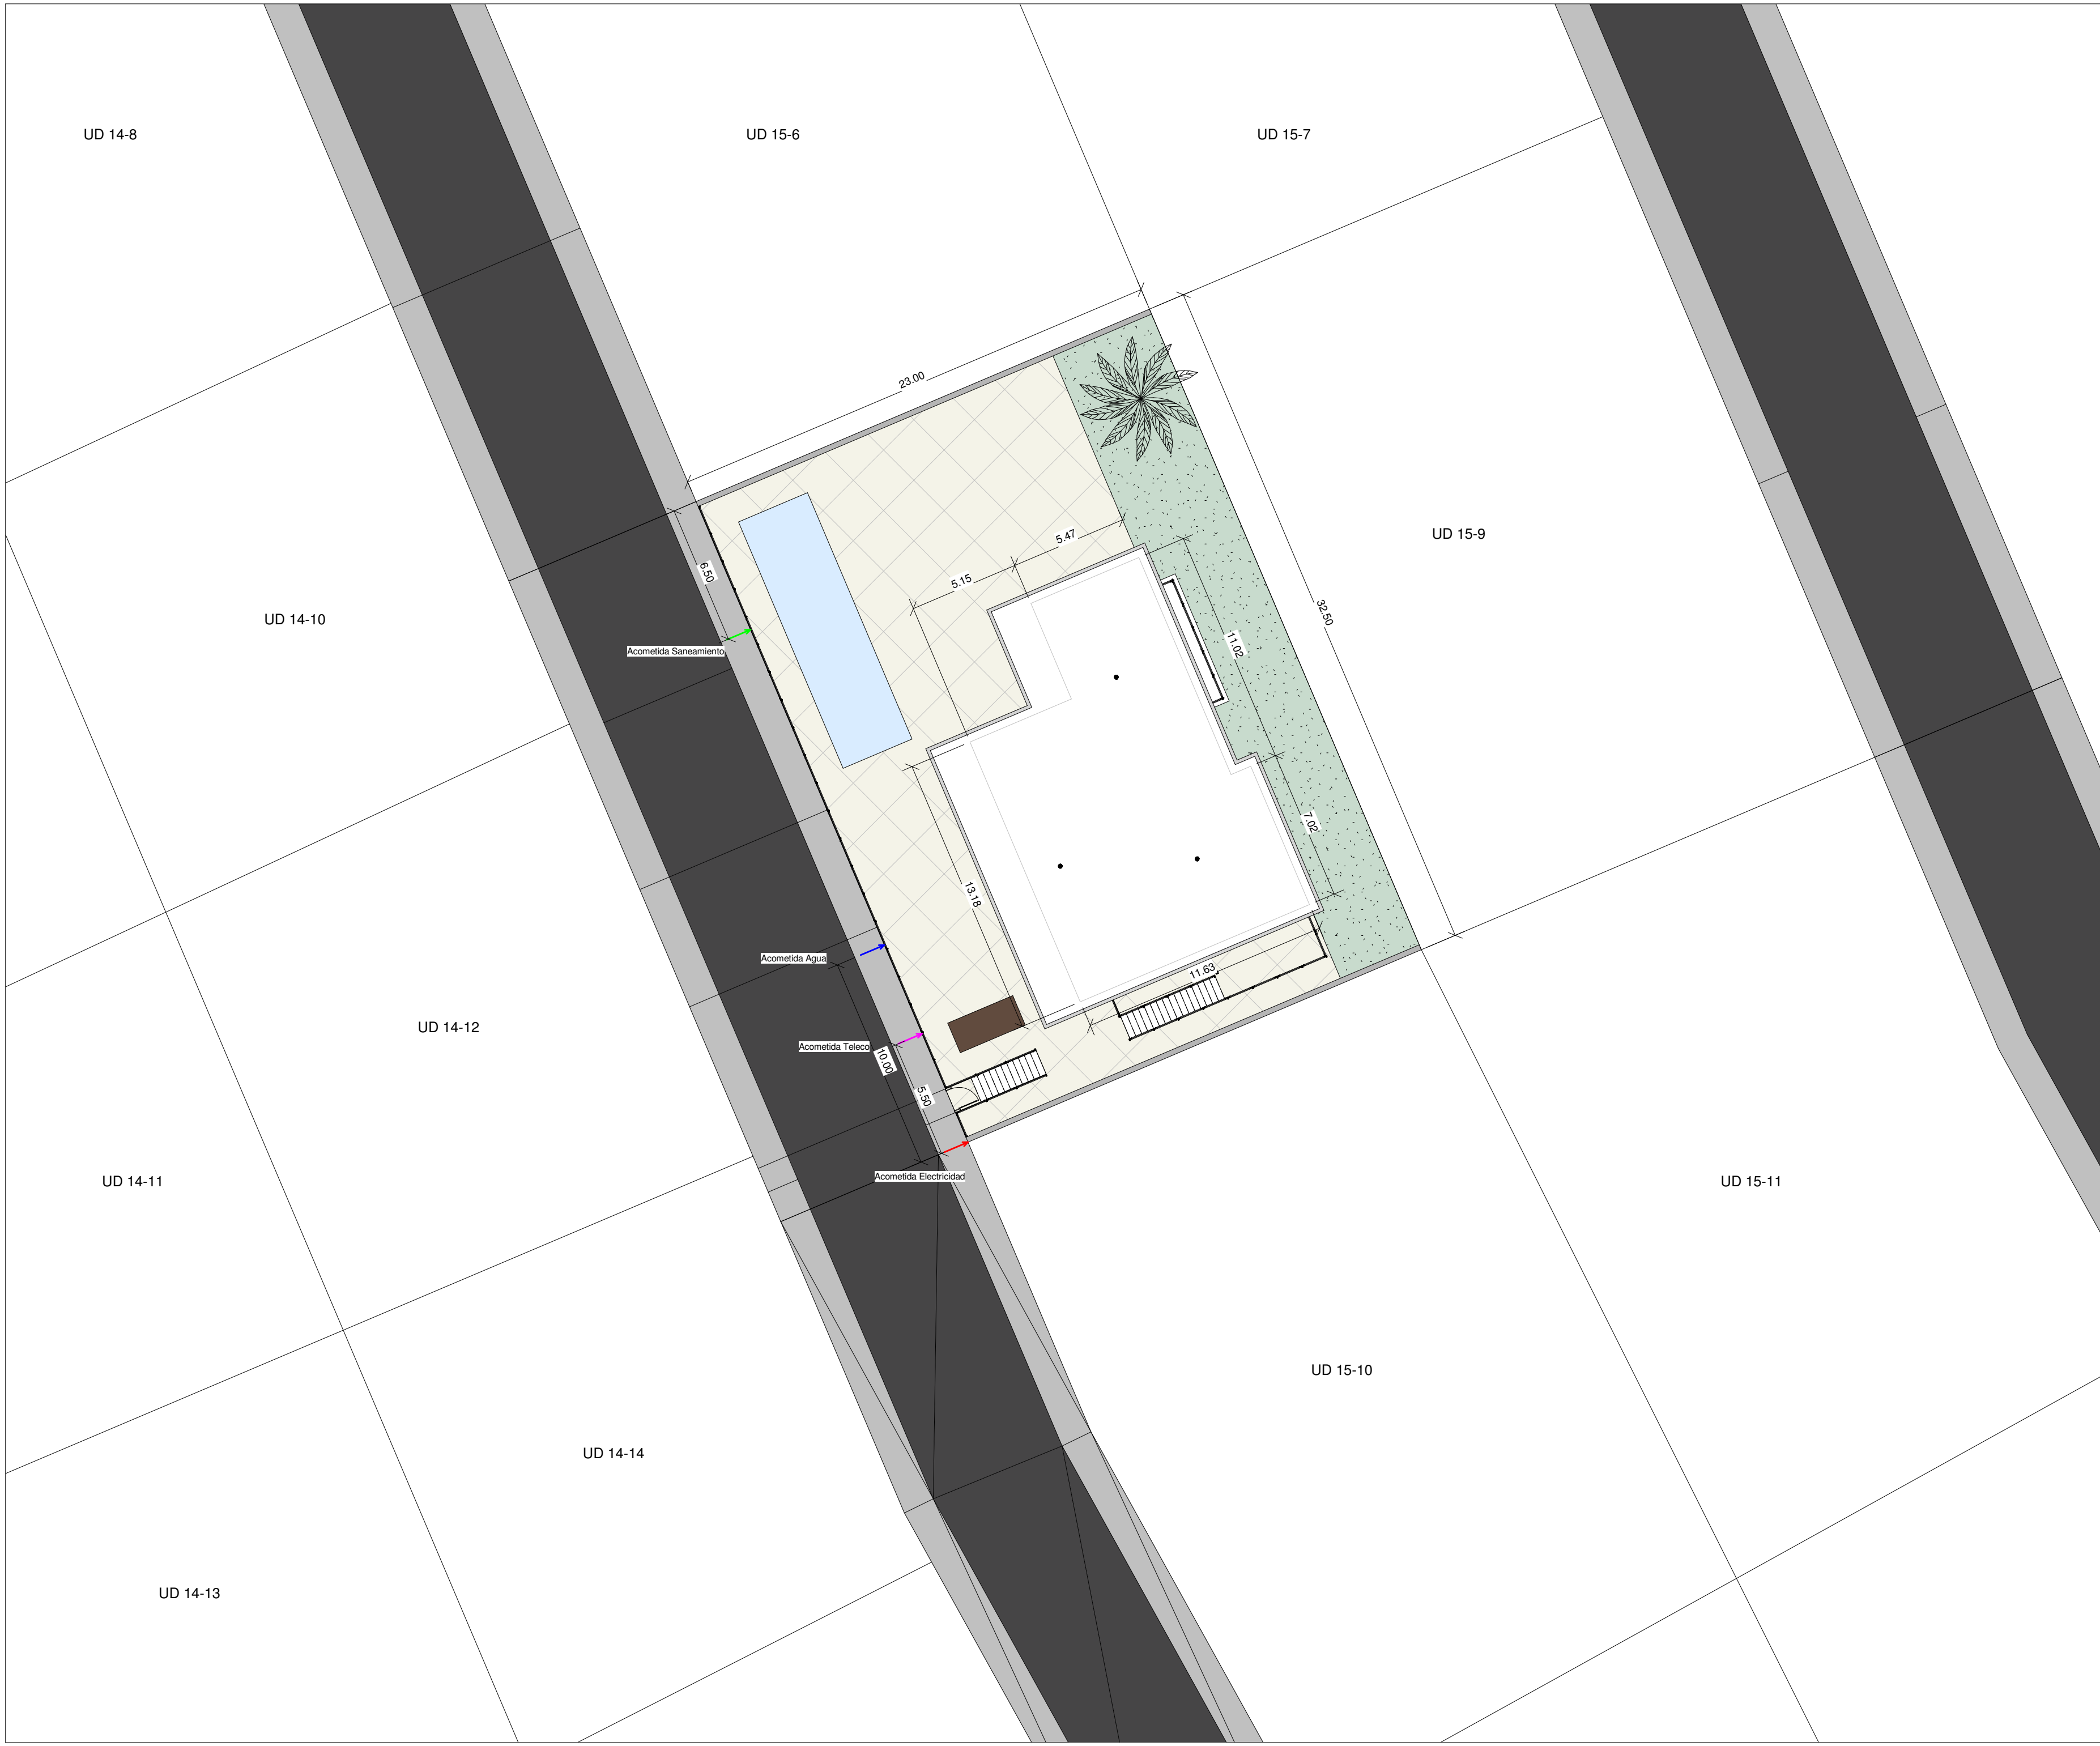 UD 14-8
UD 15-6
UD 15-7
23.00
UD 15-9
5.47
6.50
5.15
32.50
UD 14-10
11.02
Acometida Saneamiento
7.02
13.18
Acometida Agua
11.63
UD 14-12
Acometida Teleco
10.00
5.50
Acometida Electricidad
UD 14-11
UD 15-11
UD 15-10
UD 14-14
UD 14-13